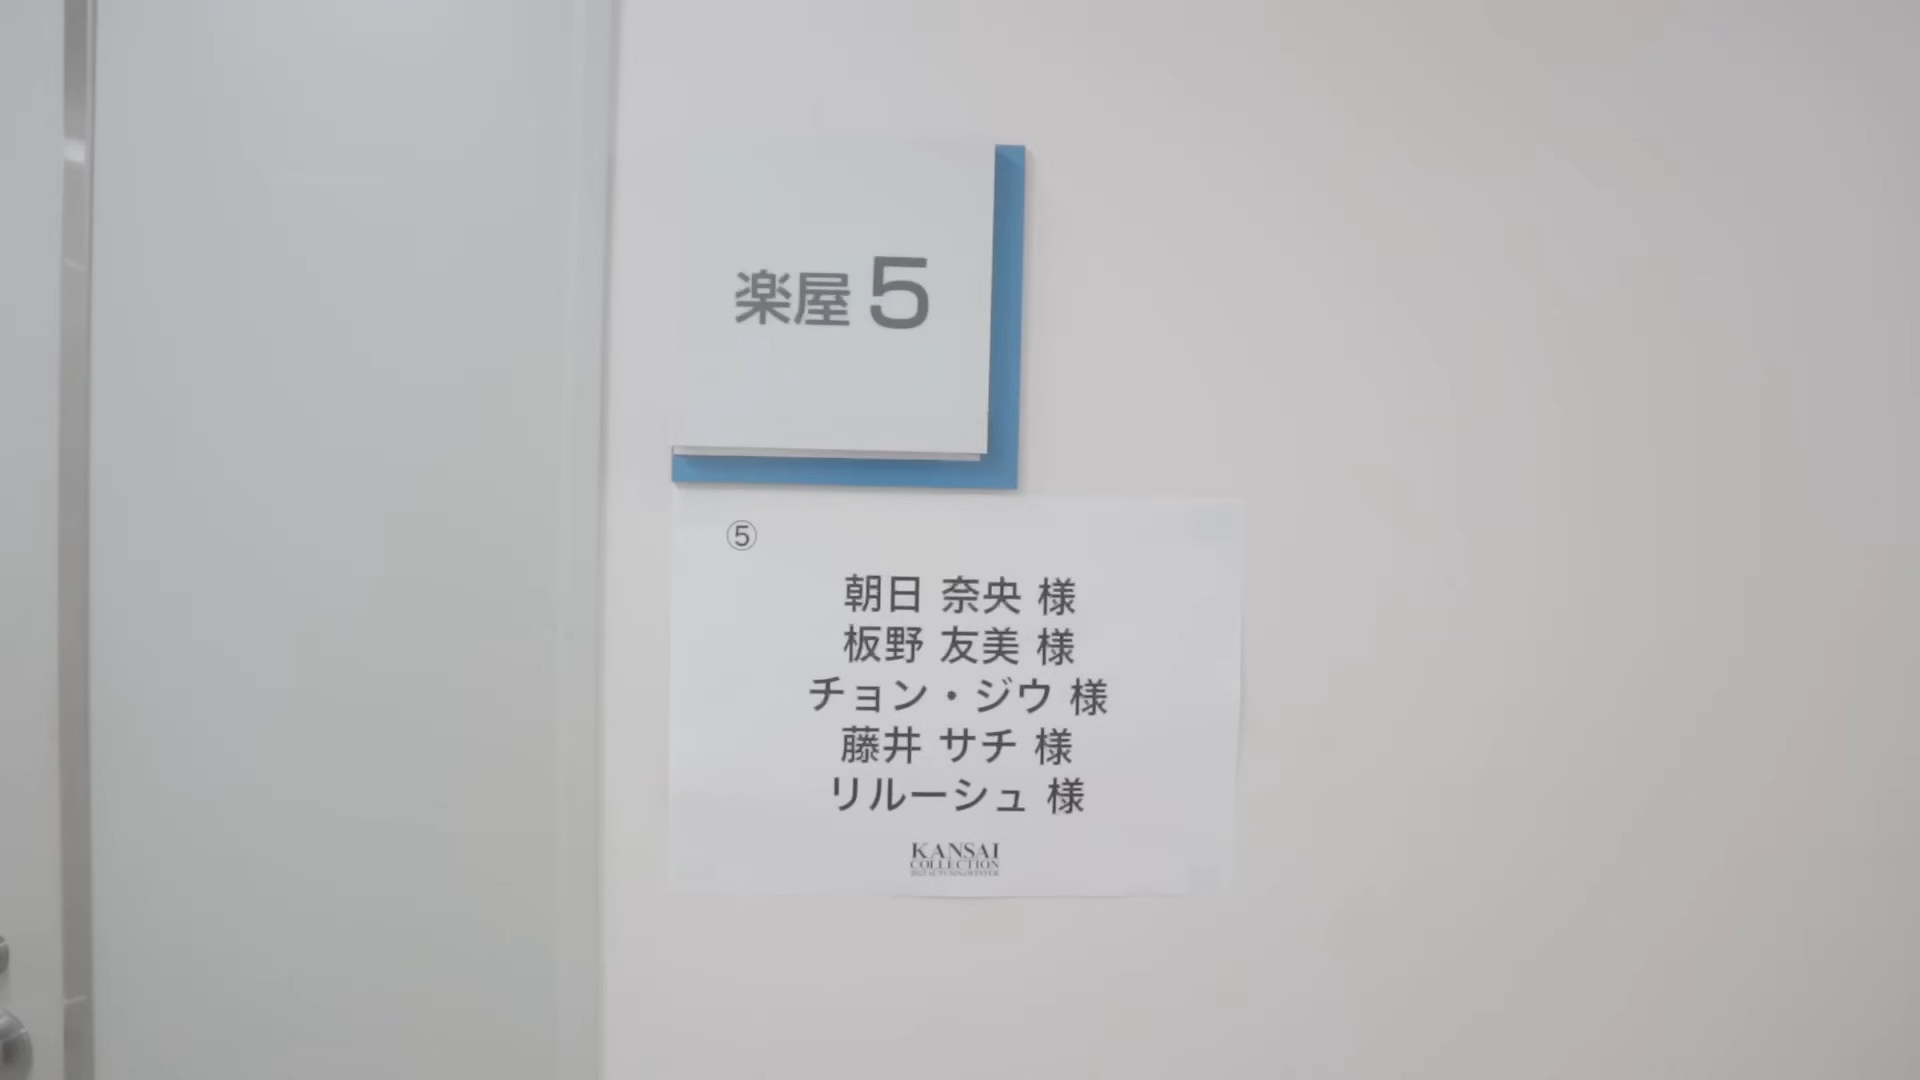 楽屋 5
⑤
朝日 奈央 様
板野 友美 様
チョン・ジウ 様
藤井 サチ 様
リルーシュ 様
KANSAI
COLLECTION